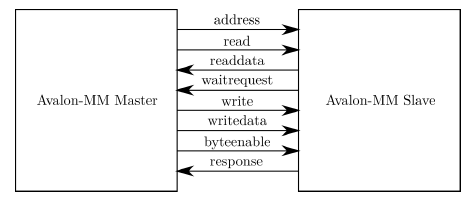 address
read
readdata
waitrequest
Avalon-MM Master
Avalon-MM Slave
write
writedata
byteenable
response